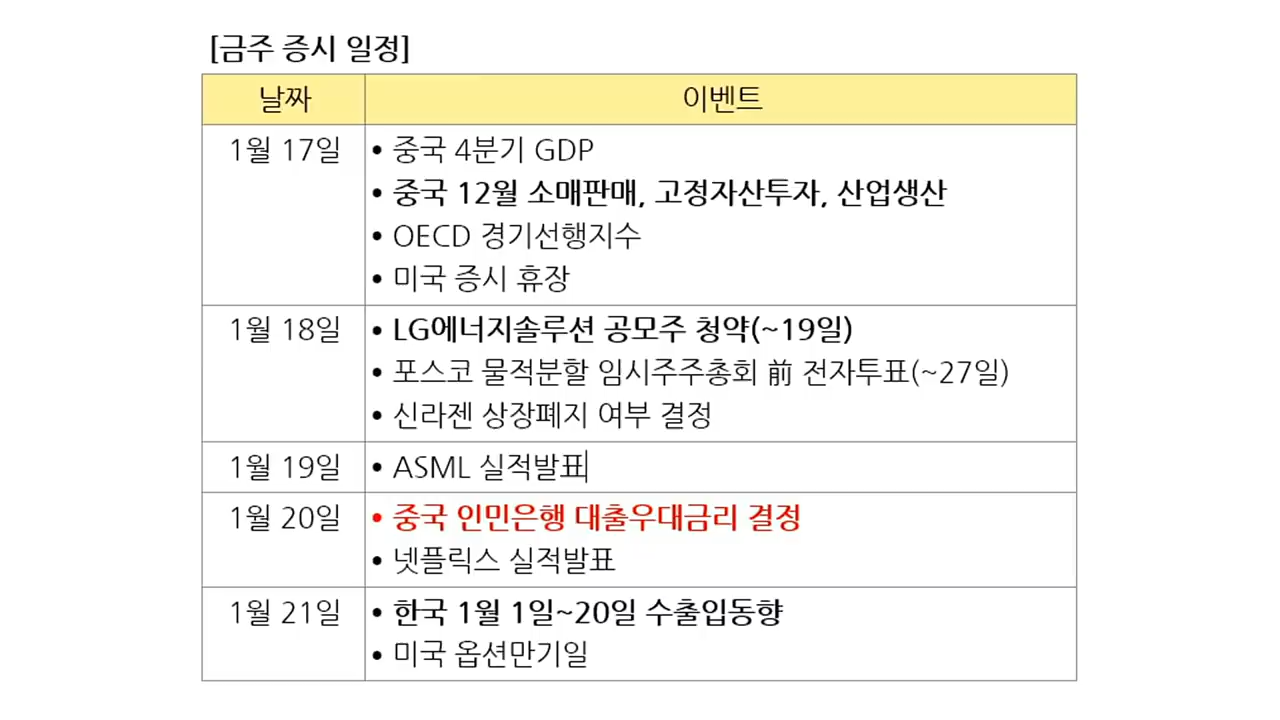 [금주 증시 일정]
날짜 이벤트
1월 17일 • 중국 4분기 GDP
• 중국 12월 소매판매, 고정자산투자, 산업생산
• OECD 경기선행지수
• 미국 증시 휴장
1월 18일 • LG에너지솔루션 공모주 청약(~19일)
• 포스코 물적분할 임시주주총회 前 전자투표(~27일)
• 신라젠 상장폐지 여부 결정
1월 19일 • ASML 실적발표
1월 20일 • 중국 인민은행 대출우대금리 결정
• 넷플릭스 실적발표
1월 21일 • 한국 1월 1일~20일 수출입동향
• 미국 옵션만기일